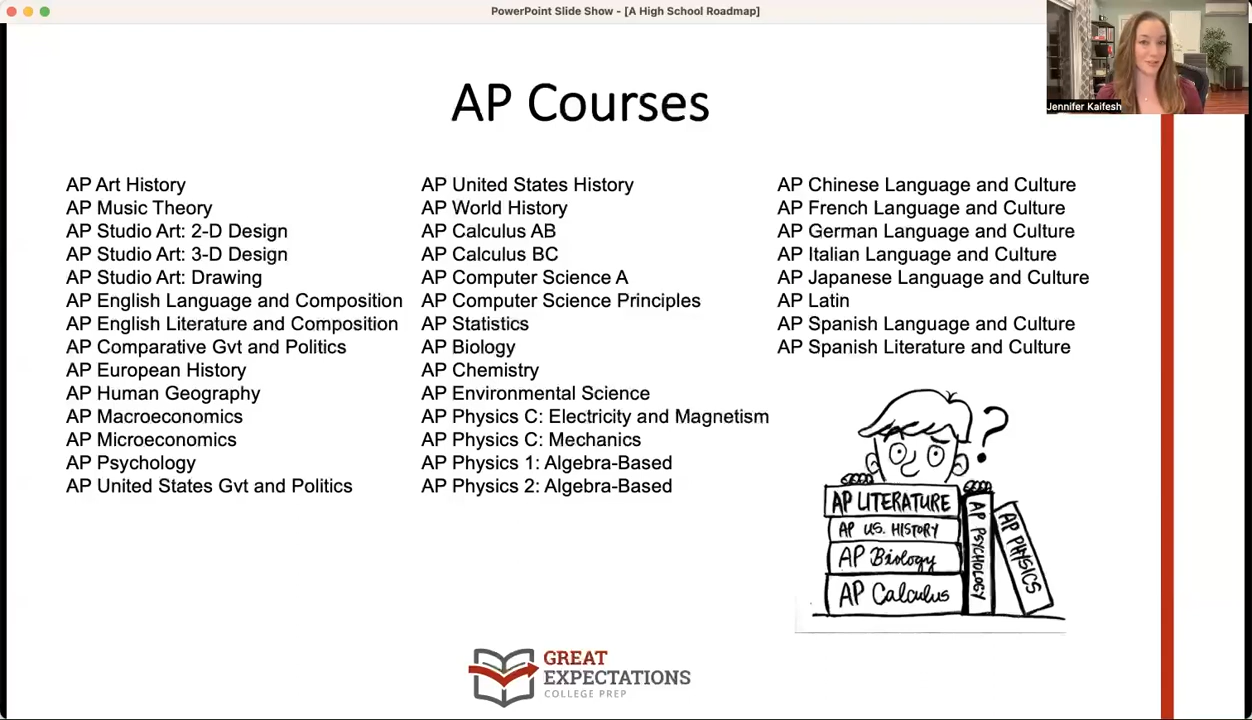 PowerPoint Slide Show - [A High School Roadmap]
Jennifer Kaifesh
AP Courses
AP Art History
AP Music Theory
AP Studio Art: 2-D Design
AP Studio Art: 3-D Design
AP Studio Art: Drawing
AP English Language and Composition
AP English Literature and Composition
AP Comparative Gvt and Politics
AP European History
AP Human Geography
AP Macroeconomics
AP Microeconomics
AP Psychology
AP United States Gvt and Politics
AP United States History
AP World History
AP Calculus AB
AP Calculus BC
AP Computer Science A
AP Computer Science Principles
AP Statistics
AP Biology
AP Chemistry
AP Environmental Science
AP Physics C: Electricity and Magnetism
AP Physics C: Mechanics
AP Physics 1: Algebra-Based
AP Physics 2: Algebra-Based
AP Chinese Language and Culture
AP French Language and Culture
AP German Language and Culture
AP Italian Language and Culture
AP Japanese Language and Culture
AP Latin
AP Spanish Language and Culture
AP Spanish Literature and Culture
?
AP LITERATURE
AP U.S. HISTORY
AP Biology
AP Calculus
AP PSYCHOLOGY
AP PHYSICS
GREAT
EXPECTATIONS
COLLEGE PREP